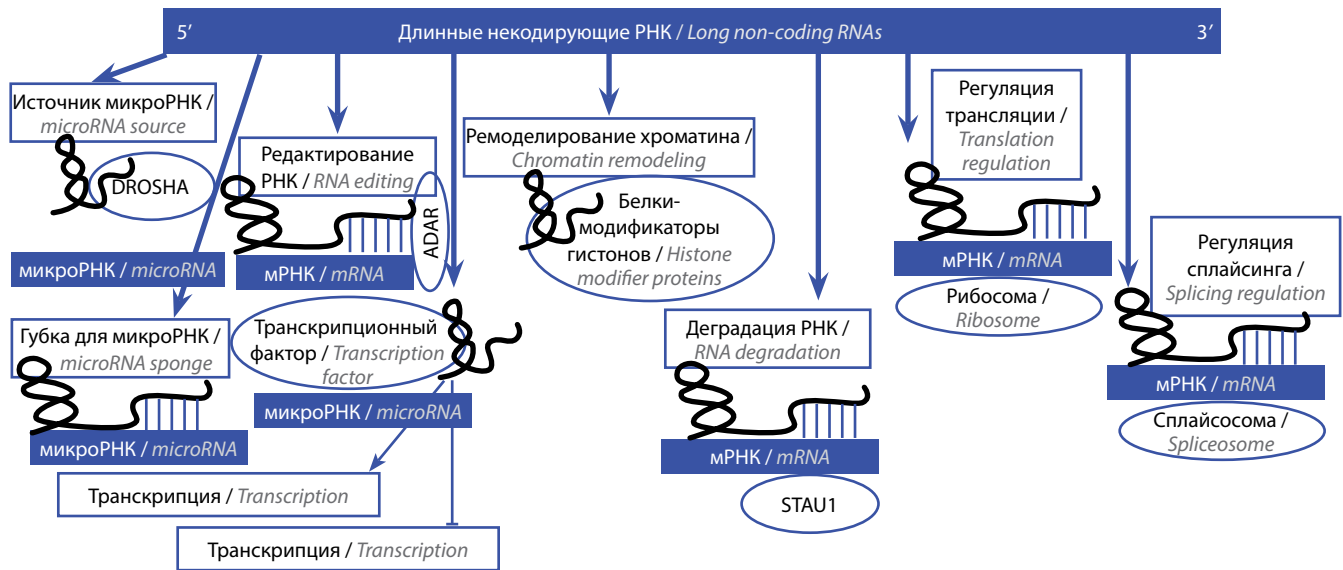 5′ Длинные некодирующие РНК / Long non-coding RNAs 3′
Источник микроРНК /
microRNA source
DROSHA
микроРНК / microRNA
Губка для микроРНК /
microRNA sponge
микроРНК / microRNA
Редактирование
РНК / RNA editing
ADAR
мРНК / mRNA
Транскрипционный
фактор / Transcription
factor
микроРНК / microRNA
Транскрипция / Transcription
Транскрипция / Transcription
Ремоделирование хроматина /
Chromatin remodeling
Белки-
модификаторы
гистонов / Histone
modifier proteins
Деградация РНК /
RNA degradation
мРНК / mRNA
STAU1
Регуляция
трансляции /
Translation
regulation
мРНК / mRNA
Рибосома /
Ribosome
Регуляция
сплайсинга /
Splicing regulation
мРНК / mRNA
Сплайсосома /
Spliceosome